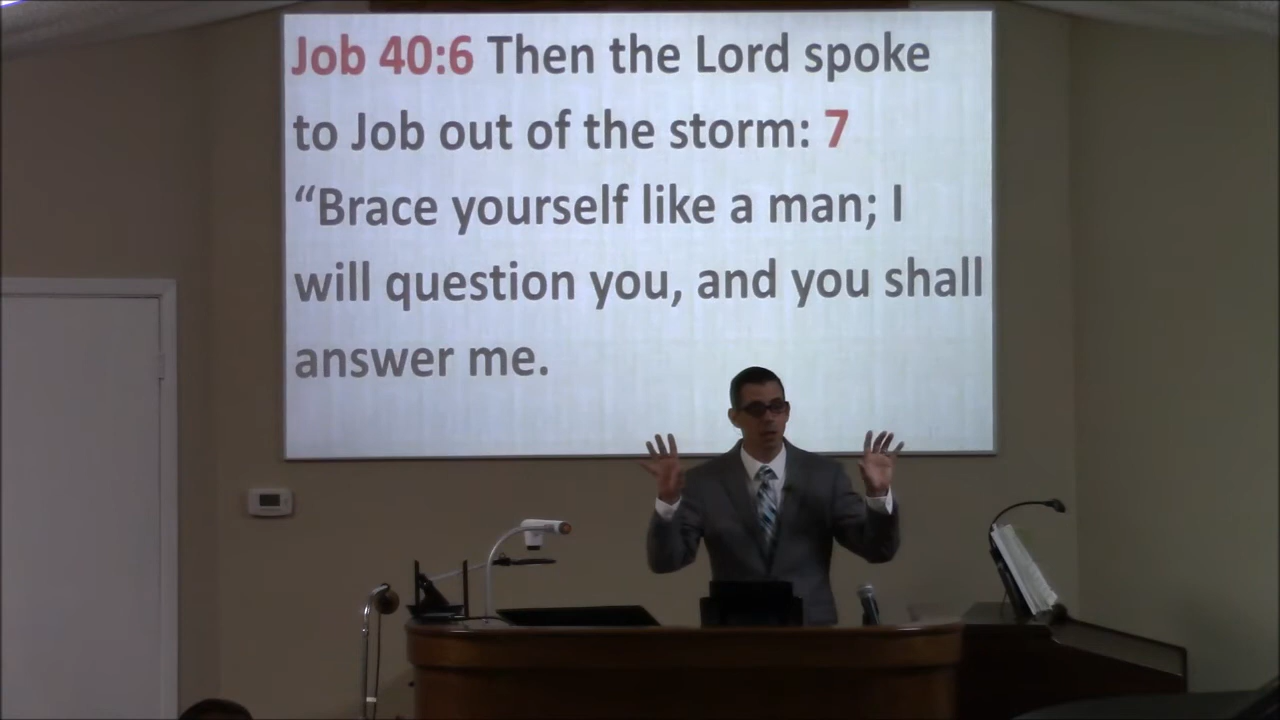 Job 40:6 Then the Lord spoke
to Job out of the storm: 7
“Brace yourself like a man; I
will question you, and you shall
answer me.